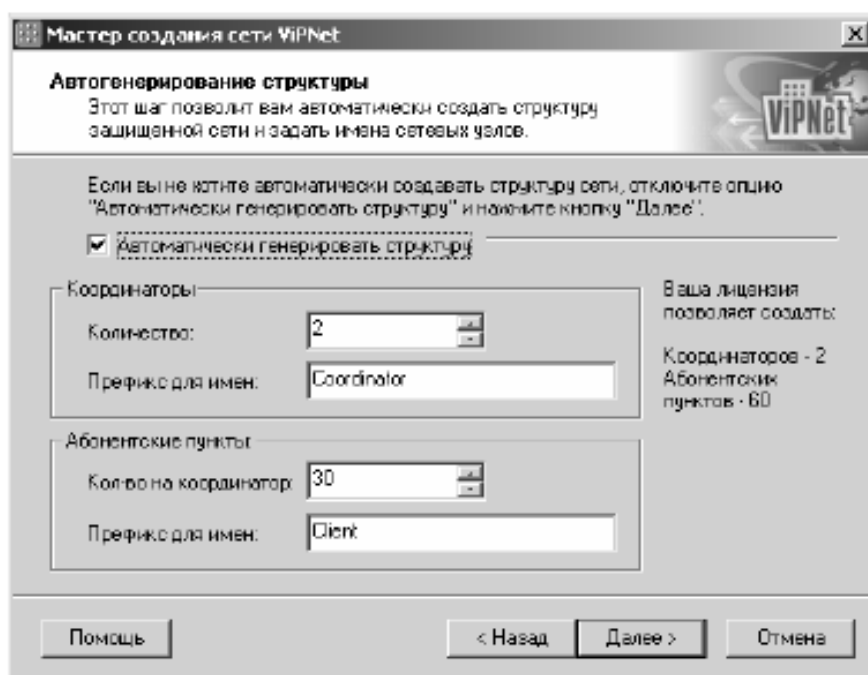 Мастер создания сети ViPNet
Автогенерирование структуры
Этот шаг позволит вам автоматически создать структуру
защищенной сети и задать имена сетевых узлов.
ViPNet
Если вы не хотите автоматически создавать структуру сети, отключите опцию
"Автоматически генерировать структуру" и нажмите кнопку "Далее".
Автоматически генерировать структуру
Координаторы
Количество:
2
Префикс для имен:
Coordinator
Абонентские пункты
Кол-во на координатор:
30
Префикс для имен:
Client
Ваша лицензия
позволяет создать:
Координаторов - 2
Абонентских
пунктов - 60
Помощь
< Назад
Далее >
Отмена